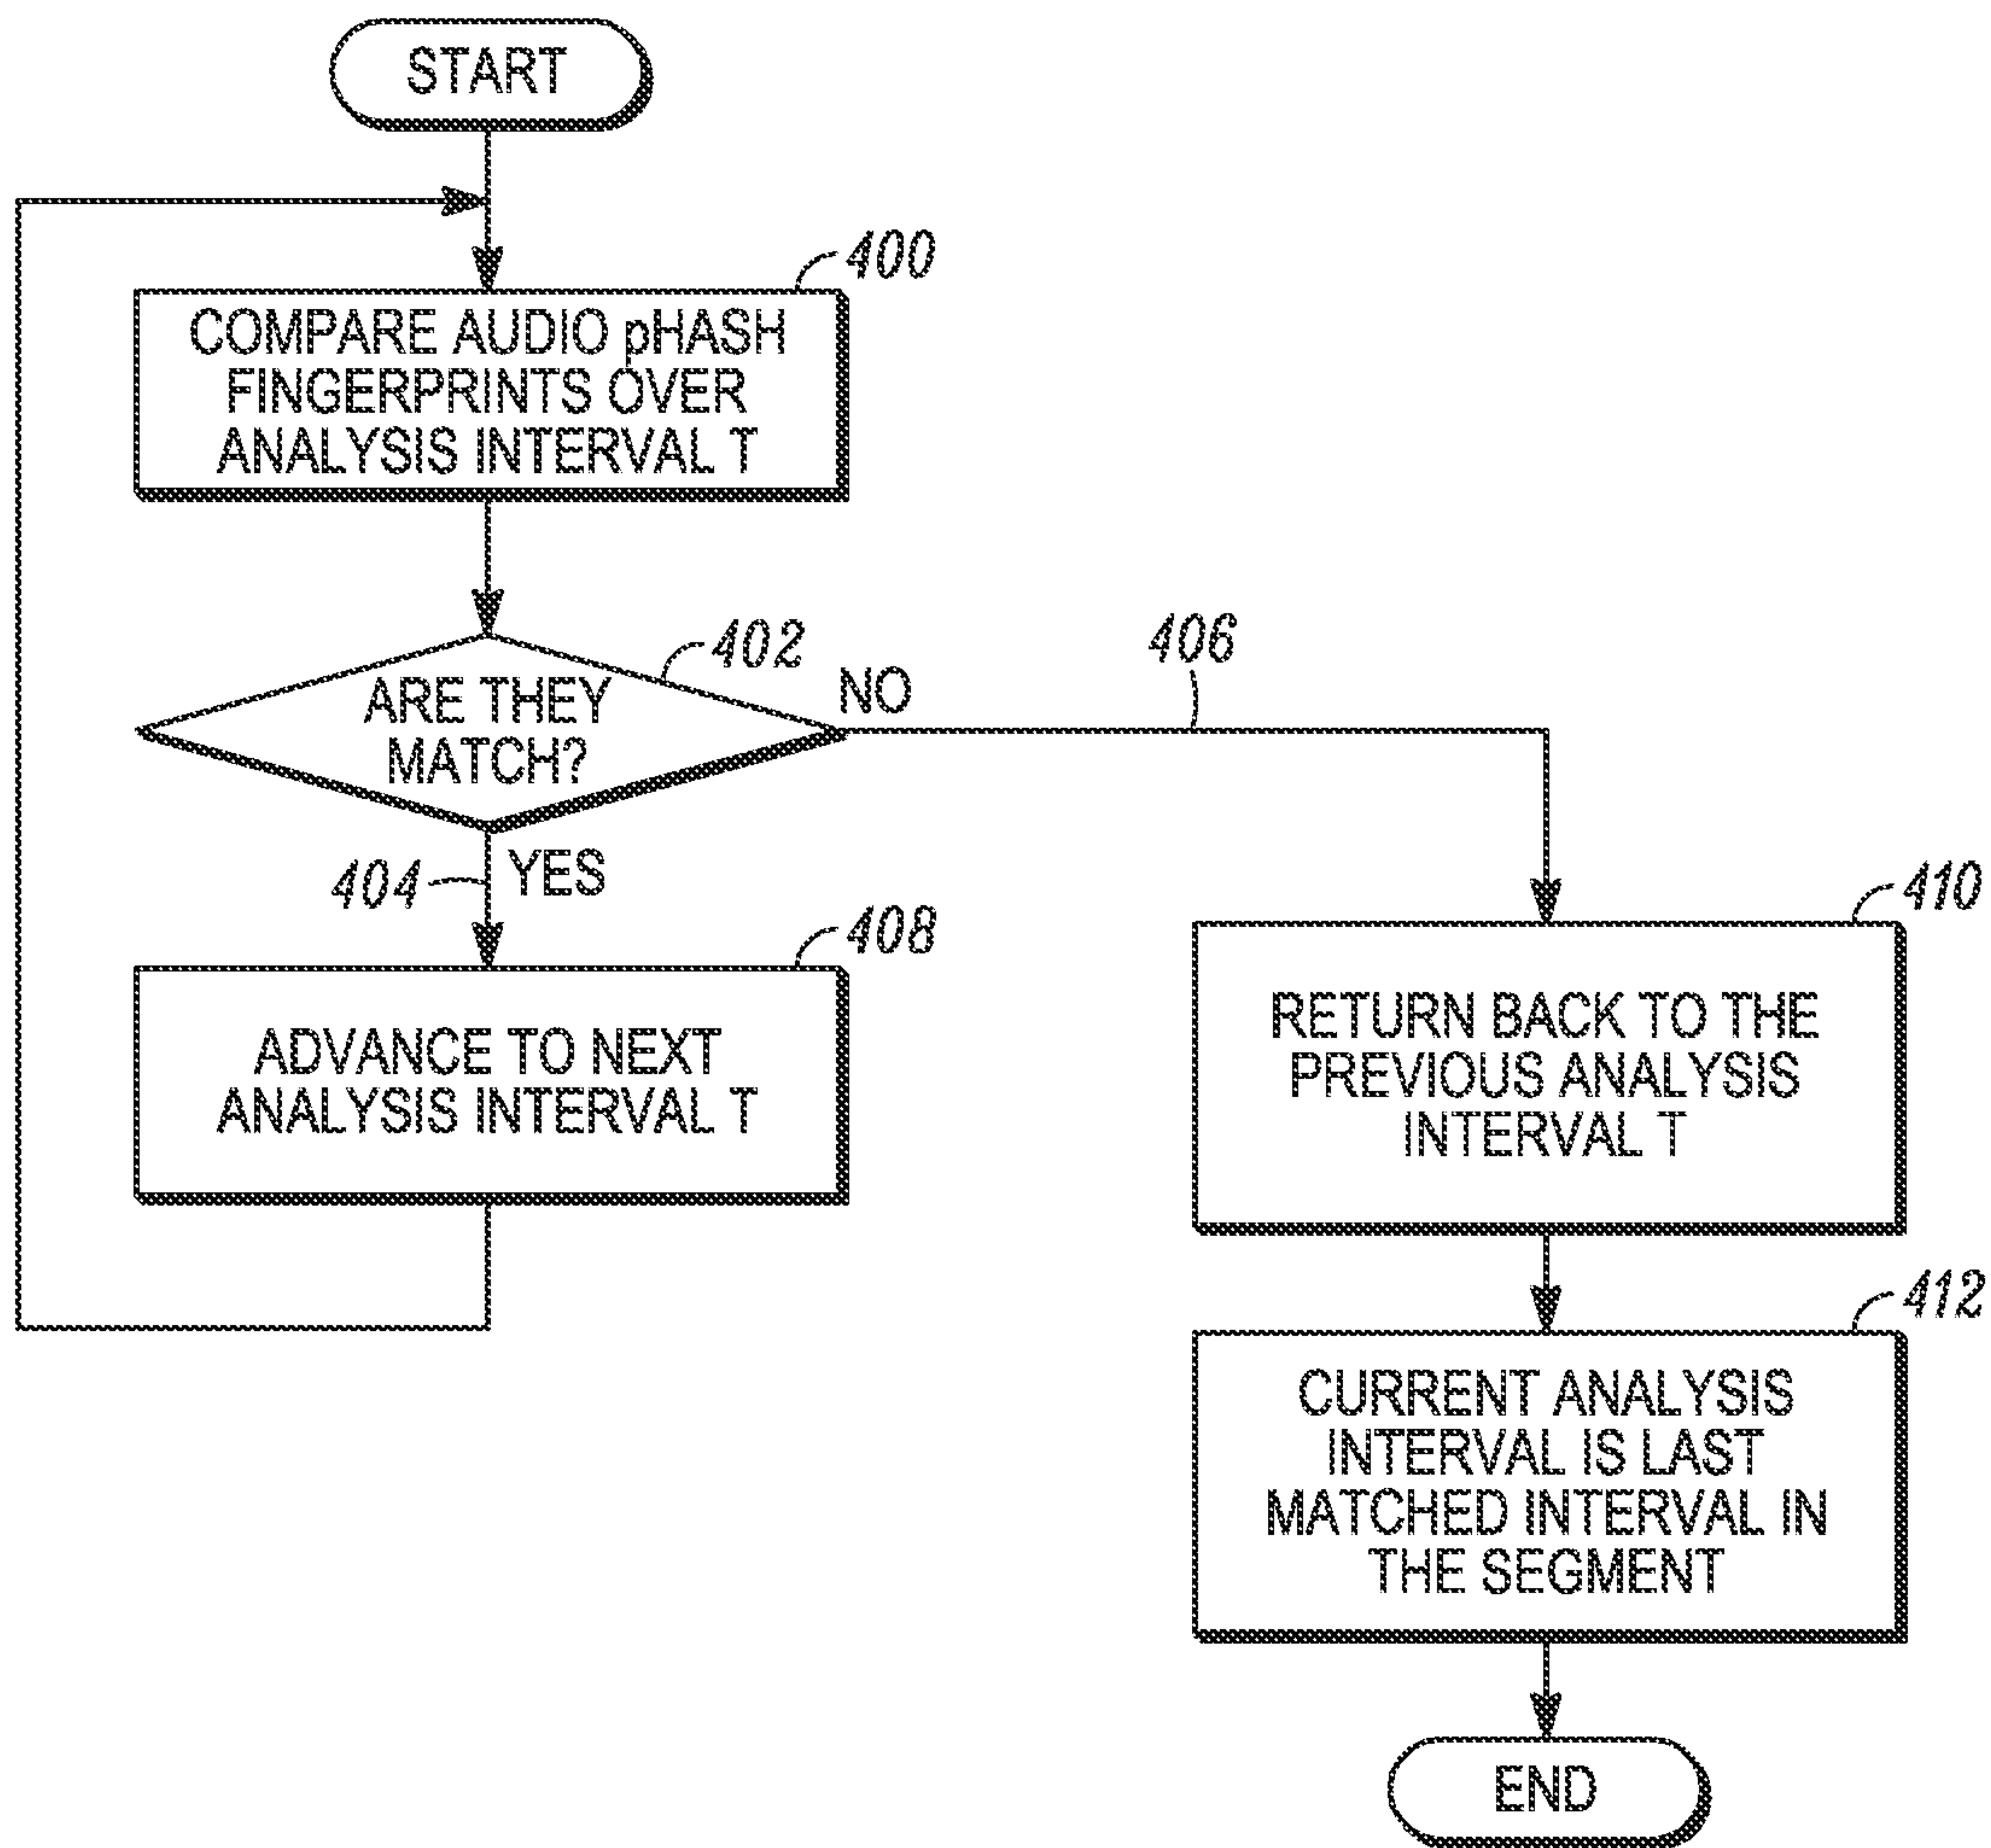 START
400
COMPARE AUDIO pHASH
FINGERPRINTS OVER
ANALYSIS INTERVAL T
402
ARE THEY
MATCH?
NO
406
404
YES
408
ADVANCE TO NEXT
ANALYSIS INTERVAL T
410
RETURN BACK TO THE
PREVIOUS ANALYSIS
INTERVAL T
412
CURRENT ANALYSIS
INTERVAL IS LAST
MATCHED INTERVAL IN
THE SEGMENT
END